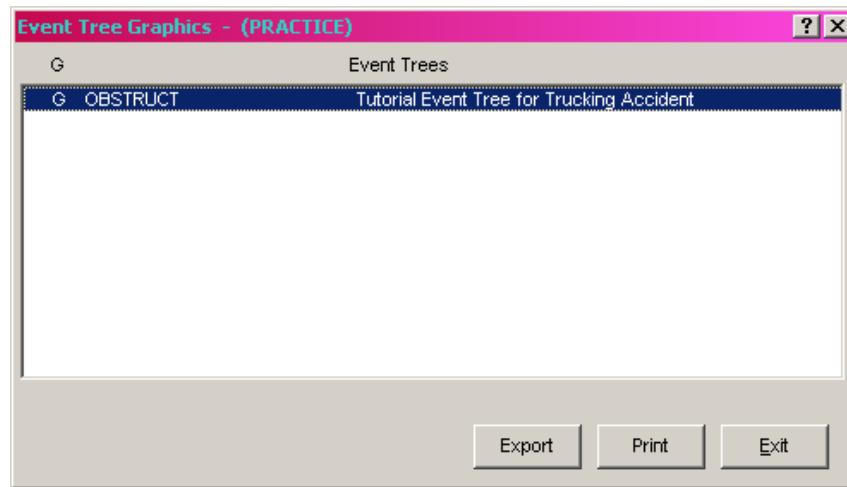 Event Tree Graphics - (PRACTICE)
G Event Trees
G OBSTRUCT Tutorial Event Tree for Trucking Accident
Export Print Exit